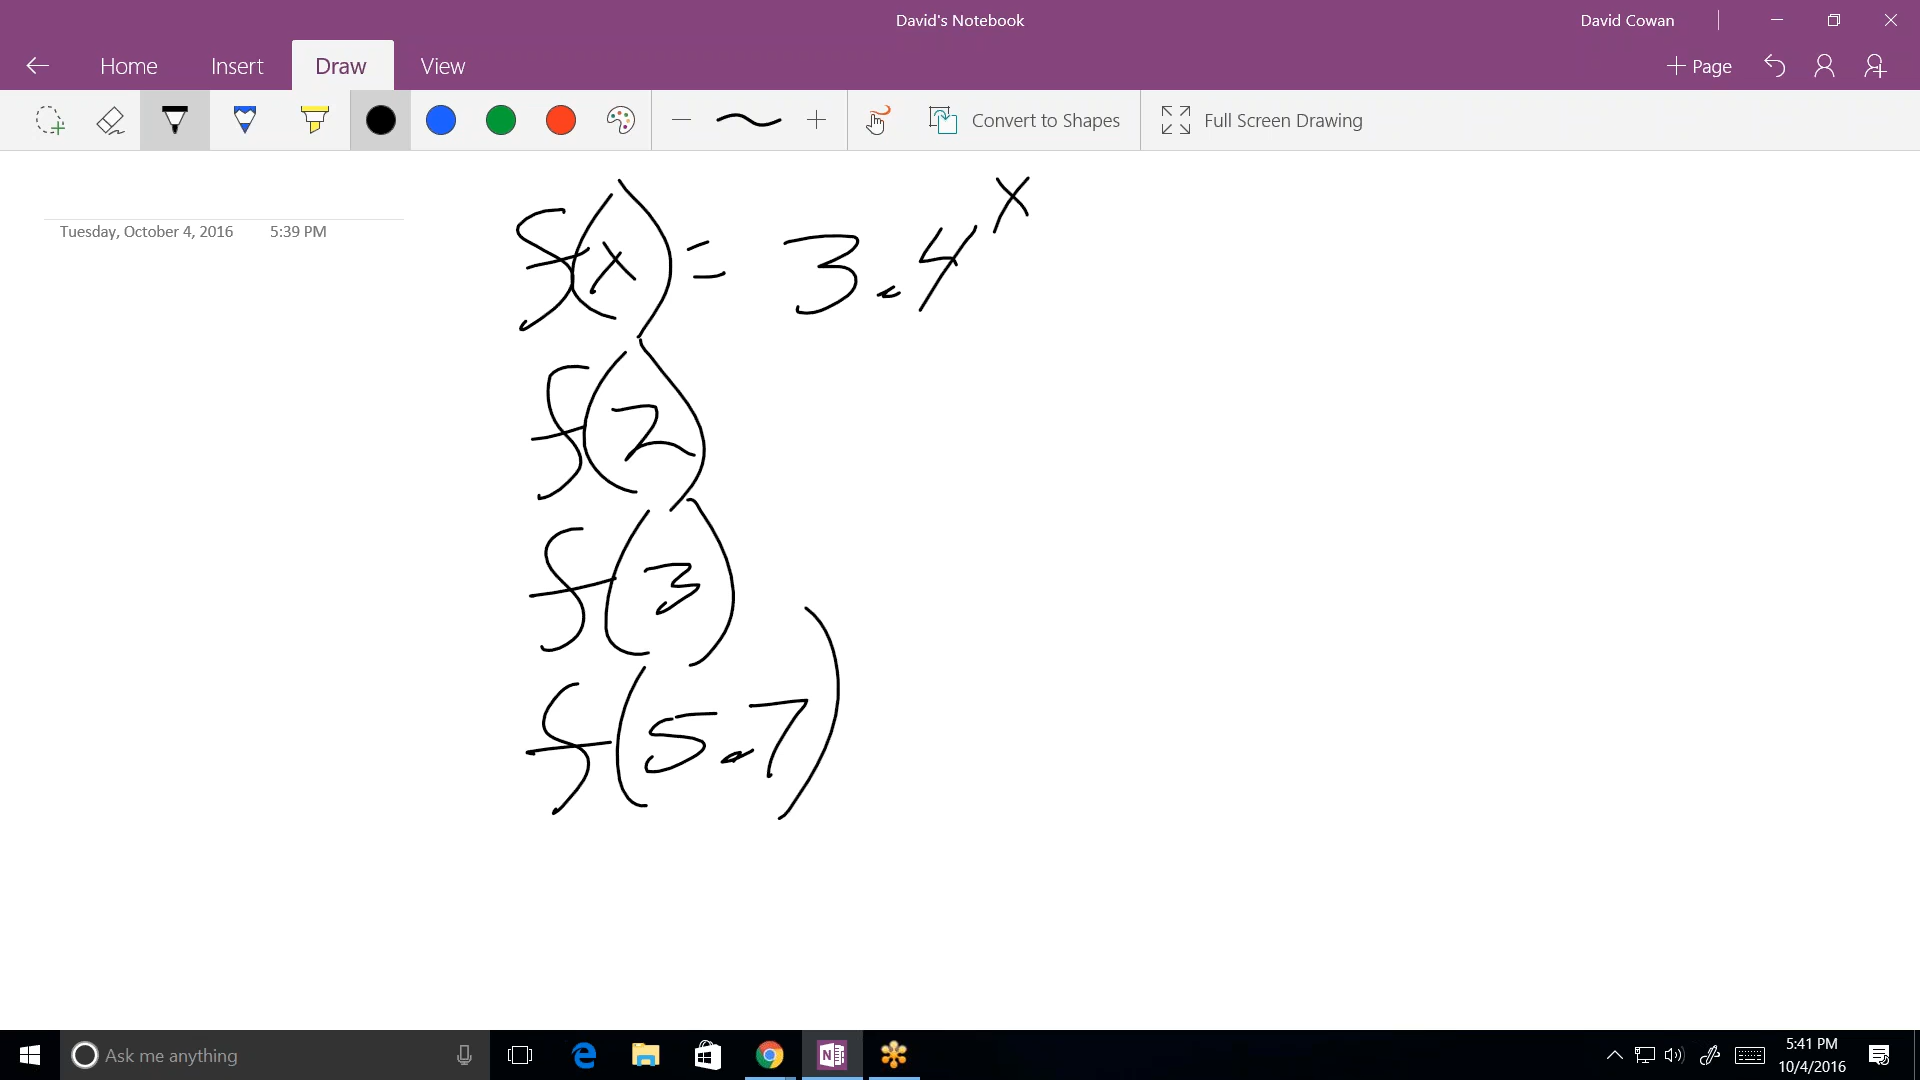 David's Notebook
David Cowan
Home Insert Draw View
Page
Convert to Shapes Full Screen Drawing
Tuesday, October 4, 2016 5:39 PM
f(x) = 3.4^x
f(2)
f(3)
f(5.7)
Ask me anything
N
5:41 PM
10/4/2016